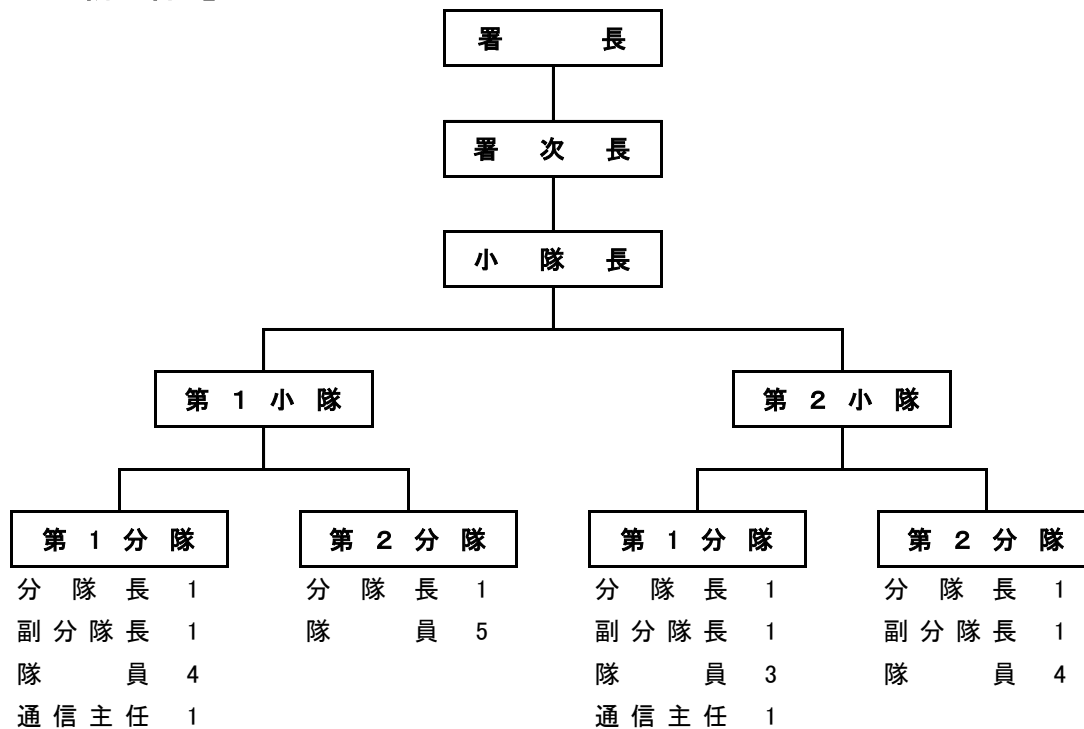 署長
署次長
小隊長
第1小隊 第2小隊
第1分隊 第2分隊 第1分隊 第2分隊
分隊長 1 分隊長 1 分隊長 1 分隊長 1
副分隊長 1 隊員 5 副分隊長 1 副分隊長 1
隊員 4 隊員 3 隊員 4
通信主任 1 通信主任 1